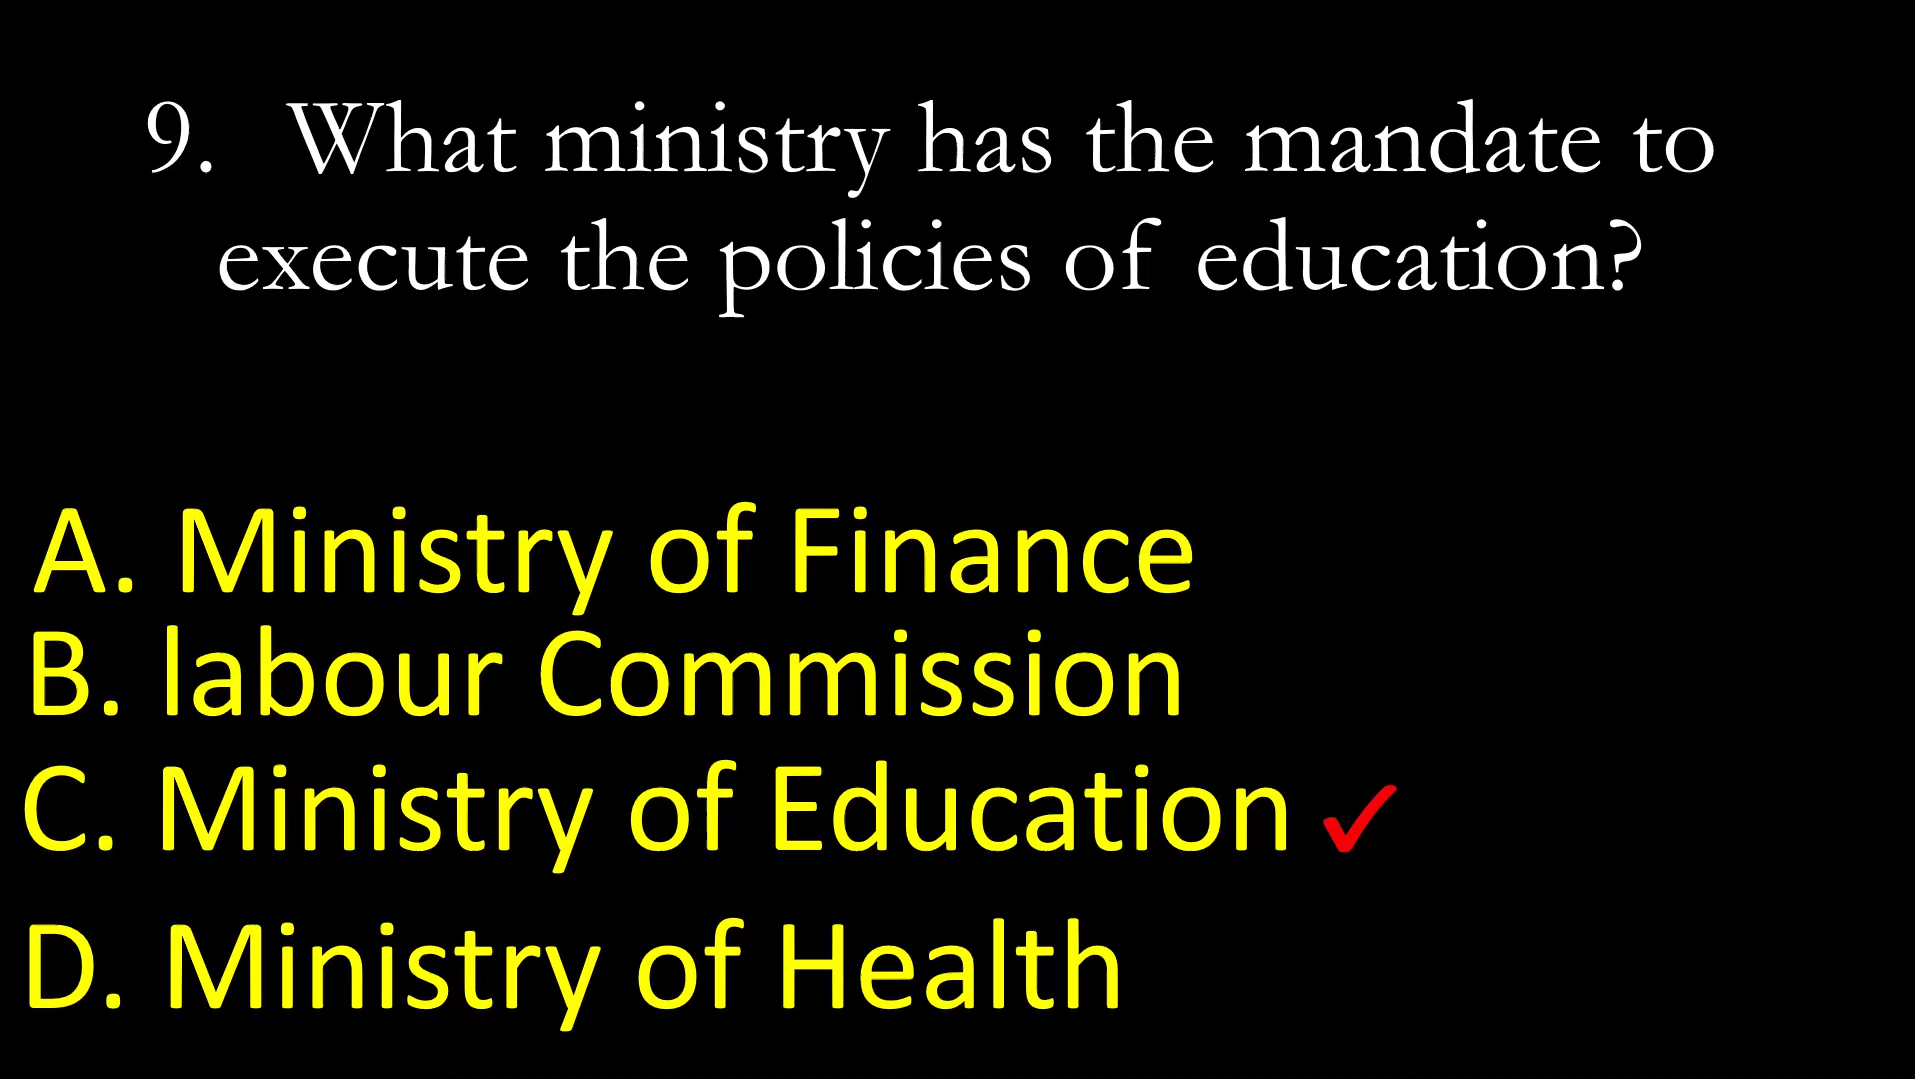 9. What ministry has the mandate to
execute the policies of education?
A. Ministry of Finance
B. labour Commission
C. Ministry of Education ✓
D. Ministry of Health